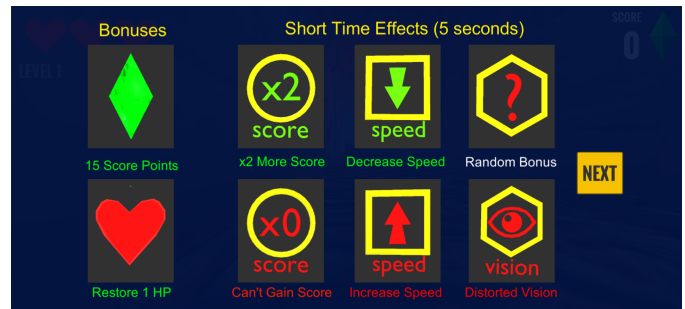 Bonuses
Short Time Effects (5 seconds)
SCORE
0
LEVEL 1
x2
score
speed
?
15 Score Points
x2 More Score
Decrease Speed
Random Bonus
NEXT
x0
score
speed
vision
Restore 1 HP
Can't Gain Score
Increase Speed
Distorted Vision